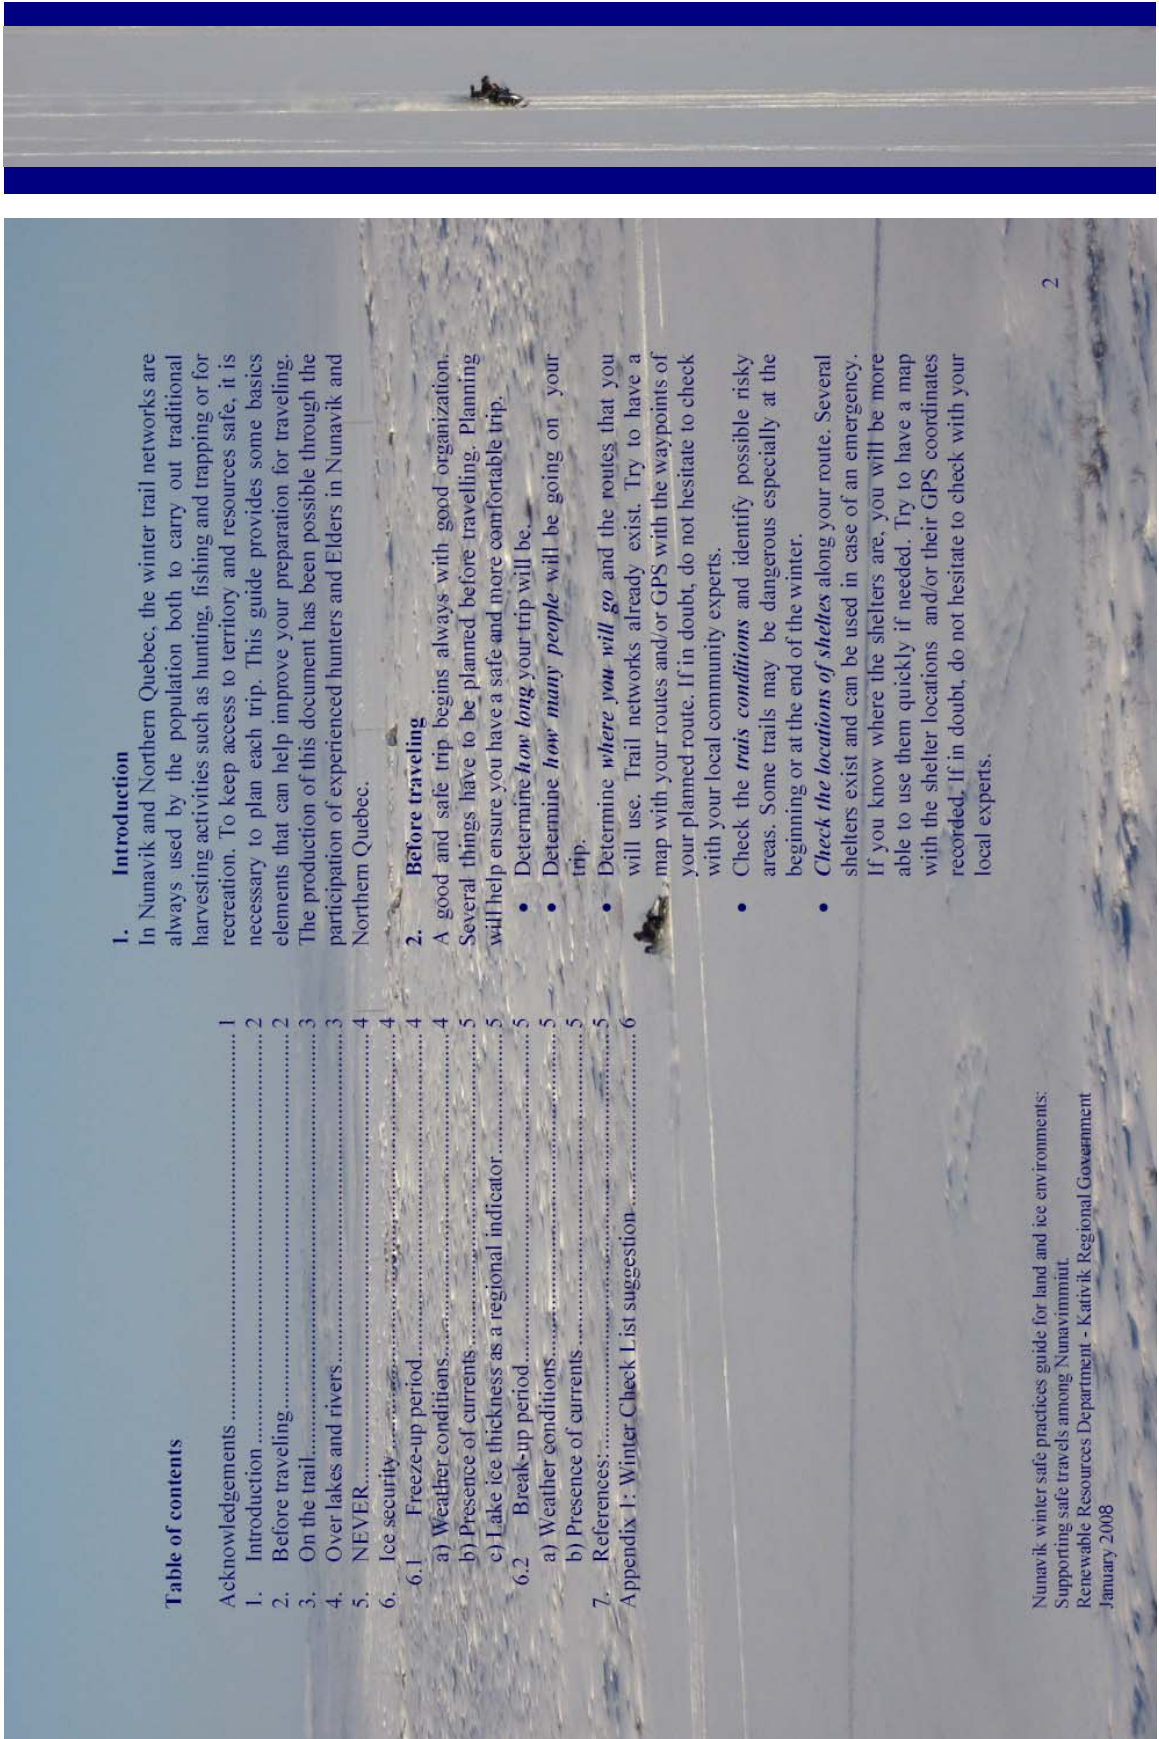 Table of contents
Acknowledgements 1
1. Introduction 2
2. Before traveling 2
3. On the trail 3
4. Over lakes and rivers 3
5. NEVER 4
6. Ice security 4
6.1 Freeze-up period 4
a) Weather conditions 4
b) Presence of currents 5
c) Lake ice thickness as a regional indicator 5
6.2 Break-up period 5
a) Weather conditions 5
b) Presence of currents 5
7. References: 5
Appendix 1: Winter Check List suggestion 6
1. Introduction
In Nunavik and Northern Quebec, the winter trail networks are
always used by the population both to carry out traditional
harvesting activities such as hunting, fishing and trapping or for
recreation. To keep access to territory and resources safe, it is
necessary to plan each trip. This guide provides some basics
elements that can help improve your preparation for traveling.
The production of this document has been possible through the
participation of experienced hunters and Elders in Nunavik and
Northern Quebec.
2. Before traveling
A good and safe trip begins always with good organization.
Several things have to be planned before travelling. Planning
will help ensure you have a safe and more comfortable trip.
• Determine how long your trip will be.
• Determine how many people will be going on your
trip.
• Determine where you will go and the routes that you
will use. Trail networks already exist. Try to have a
map with your routes and/or GPS with the waypoints of
your planned route. If in doubt, do not hesitate to check
with your local community experts.
• Check the trais conditions and identify possible risky
areas. Some trails may be dangerous especially at the
beginning or at the end of the winter.
• Check the locations of sheltes along your route. Several
shelters exist and can be used in case of an emergency.
If you know where the shelters are, you will be more
able to use them quickly if needed. Try to have a map
with the shelter locations and/or their GPS coordinates
recorded. If in doubt, do not hesitate to check with your
local experts.
Nunavik winter safe practices guide for land and ice environments:
Supporting safe travels among Nunavimmiut.
Renewable Resources Department - Kativik Regional Government
January 2008
2